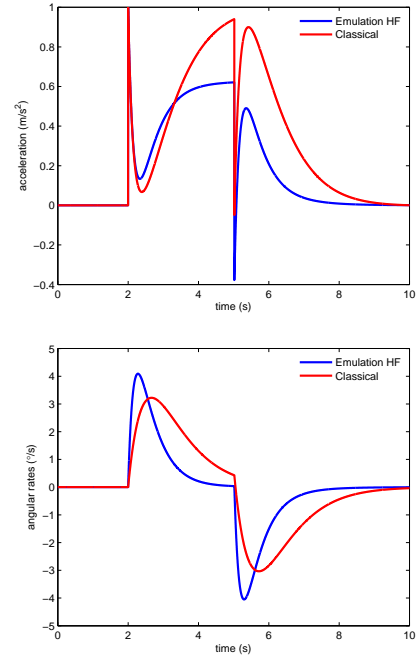 1
0.8
0.6
0.4
0.2
0
−0.2
−0.4
acceleration (m/s²)
Emulation HF
Classical
0 2 4 6 8 10
time (s)
5
4
3
2
1
0
−1
−2
−3
−4
−5
angular rates (°/s)
Emulation HF
Classical
0 2 4 6 8 10
time (s)